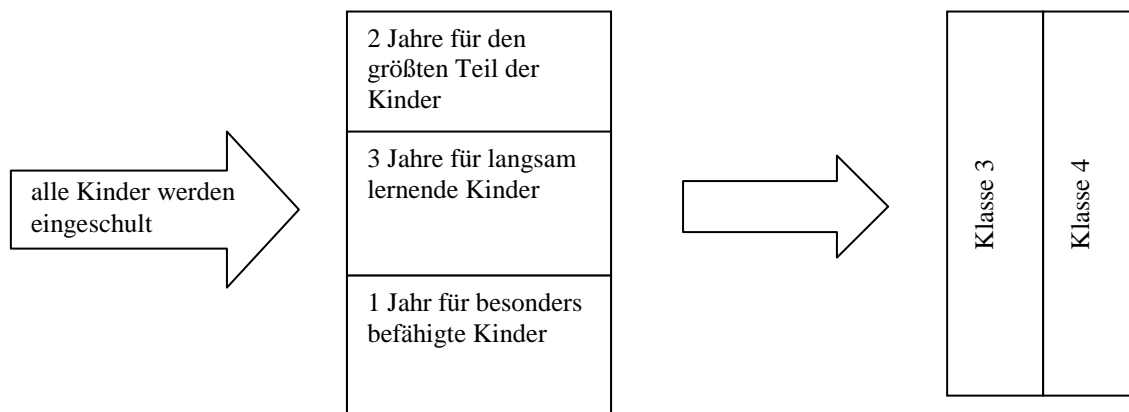 alle Kinder werden
eingeschult
2 Jahre für den
größten Teil der
Kinder
3 Jahre für langsam
lernende Kinder
1 Jahr für besonders
befähigte Kinder
Klasse 3
Klasse 4